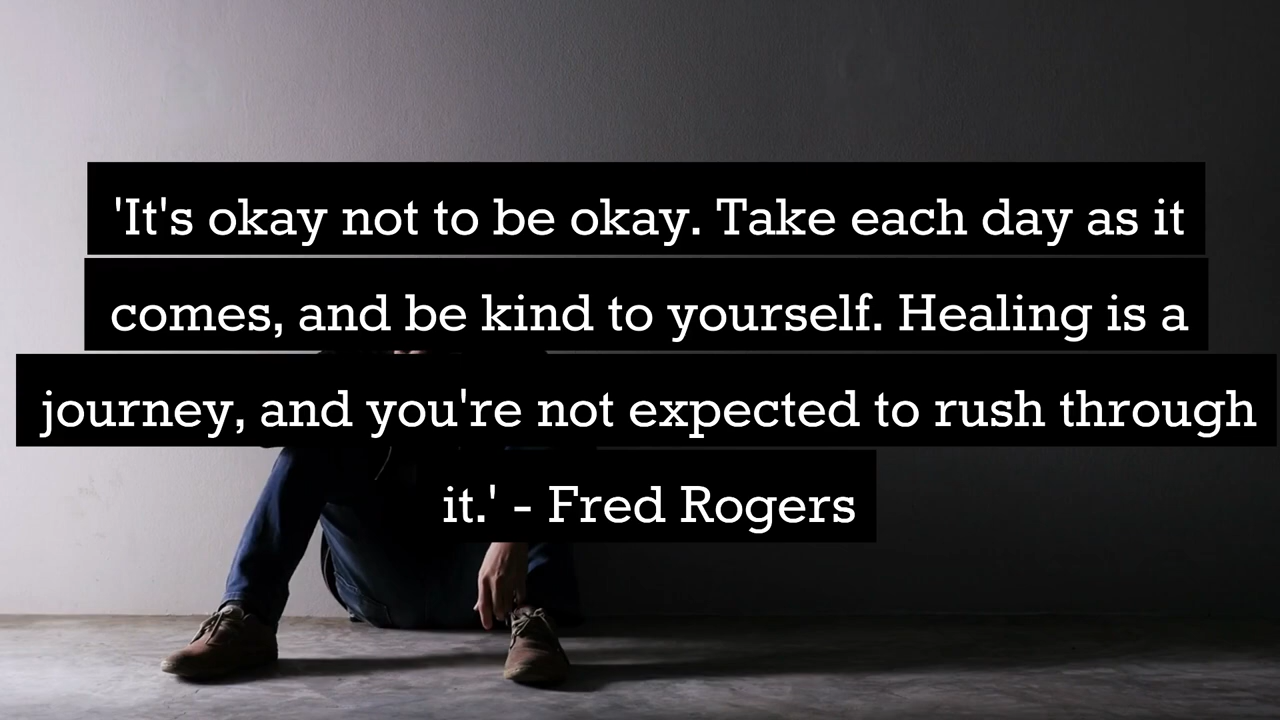 'It's okay not to be okay. Take each day as it
comes, and be kind to yourself. Healing is a
journey, and you're not expected to rush through
it.' - Fred Rogers